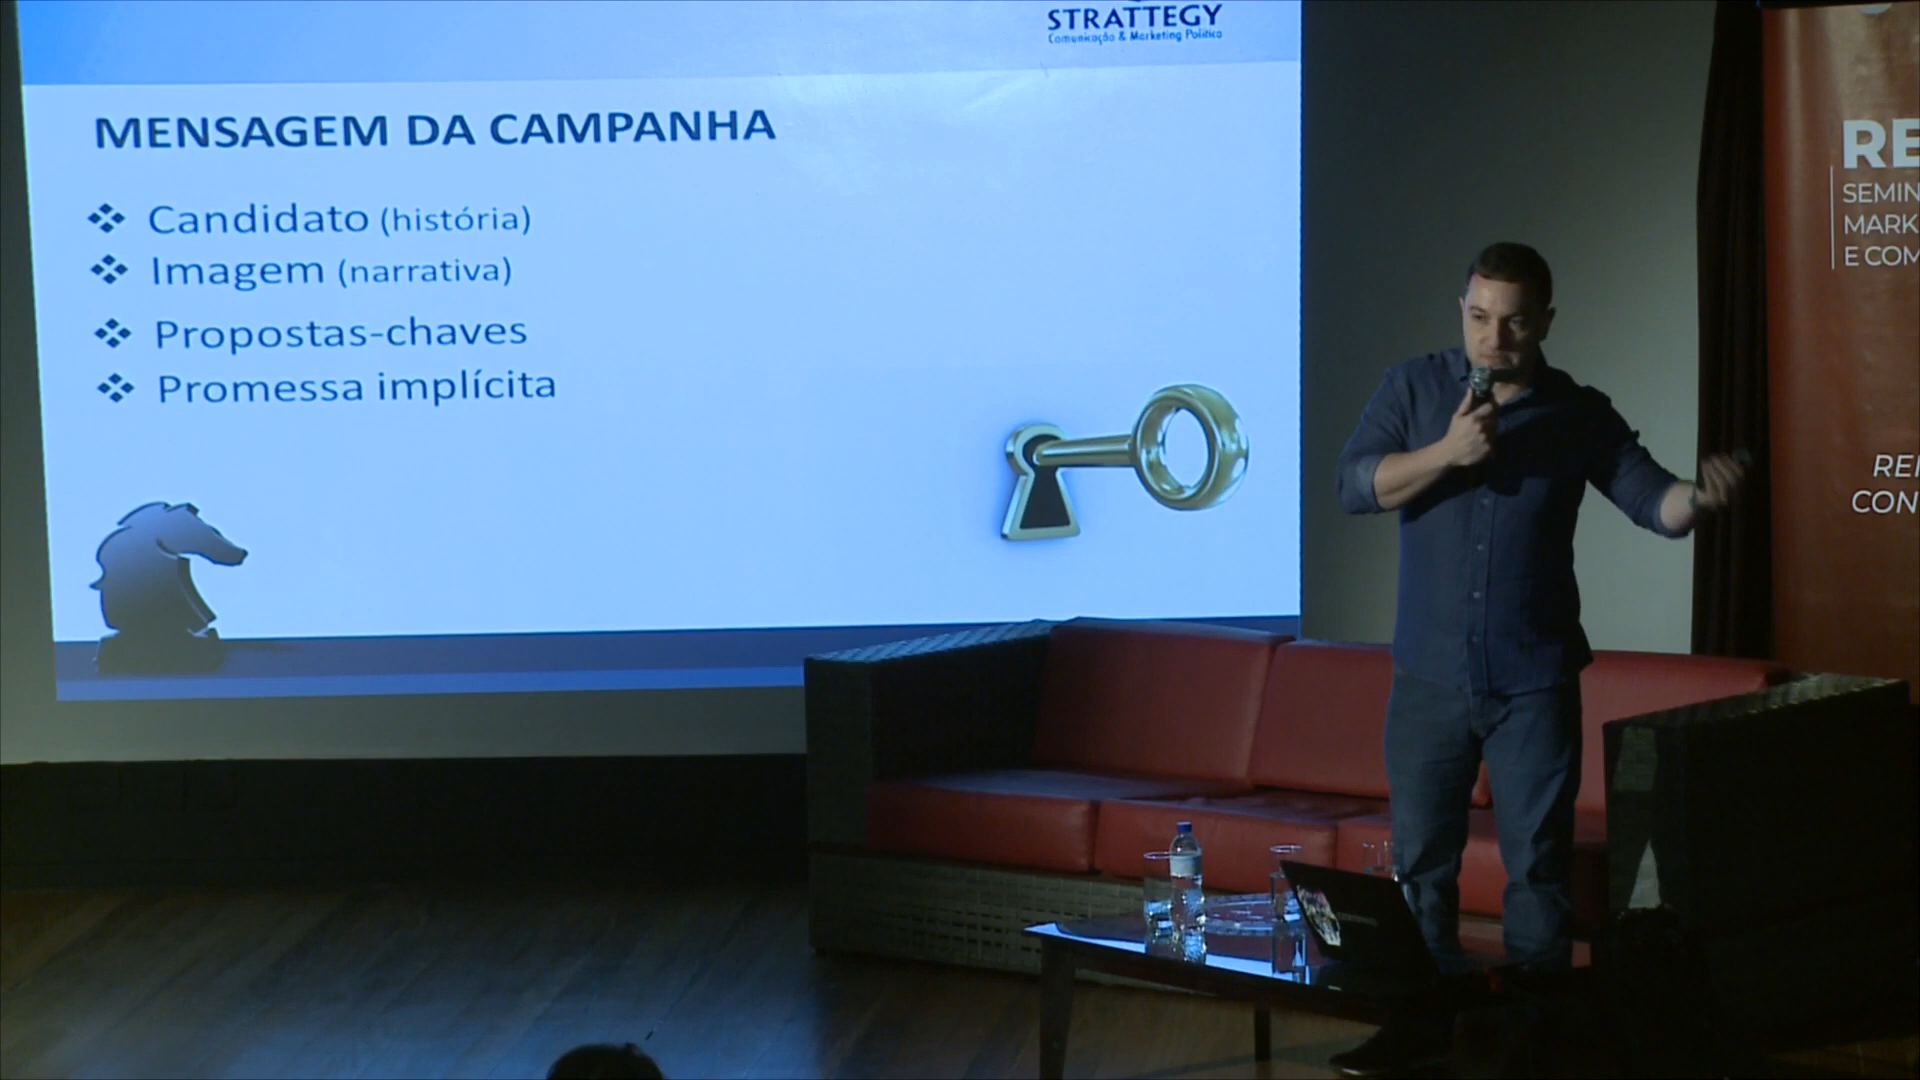 STRATTEGY
Comunicação & Marketing Político
MENSAGEM DA CAMPANHA
Candidato (história)
Imagem (narrativa)
Propostas-chaves
Promessa implícita
RE
SEMIN
MARK
E COM
RE
CON